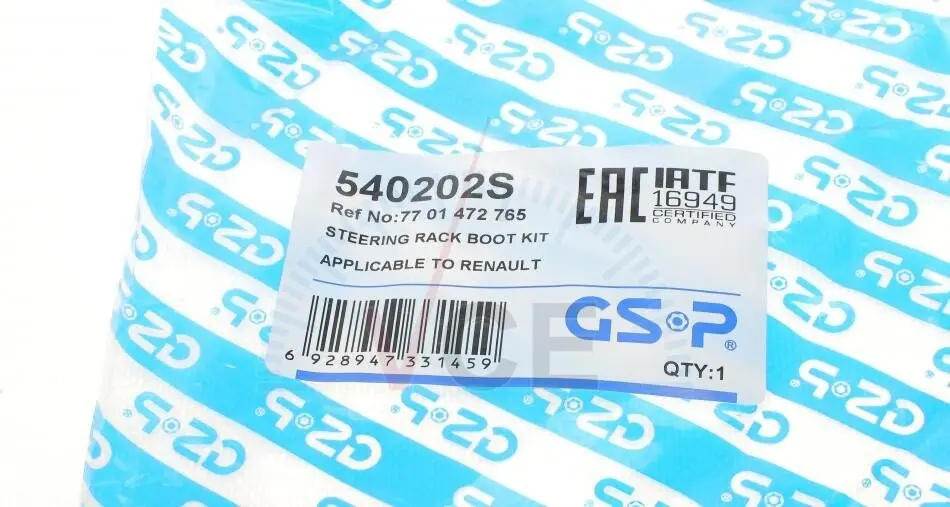 540202S
Ref No:77 01 472 765
STEERING RACK BOOT KIT
APPLICABLE TO RENAULT
EAC
IATF
16949
CERTIFIED
COMPANY
6 928947 331459
GSP®
QTY:1
VCE